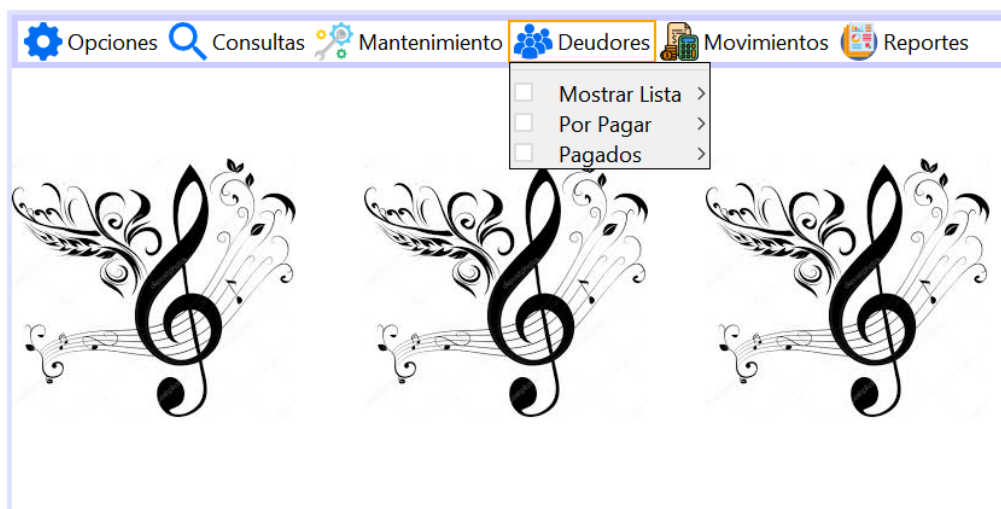 Opciones Consultas Mantenimiento Deudores Movimientos Reportes
Mostrar Lista
Por Pagar
Pagados